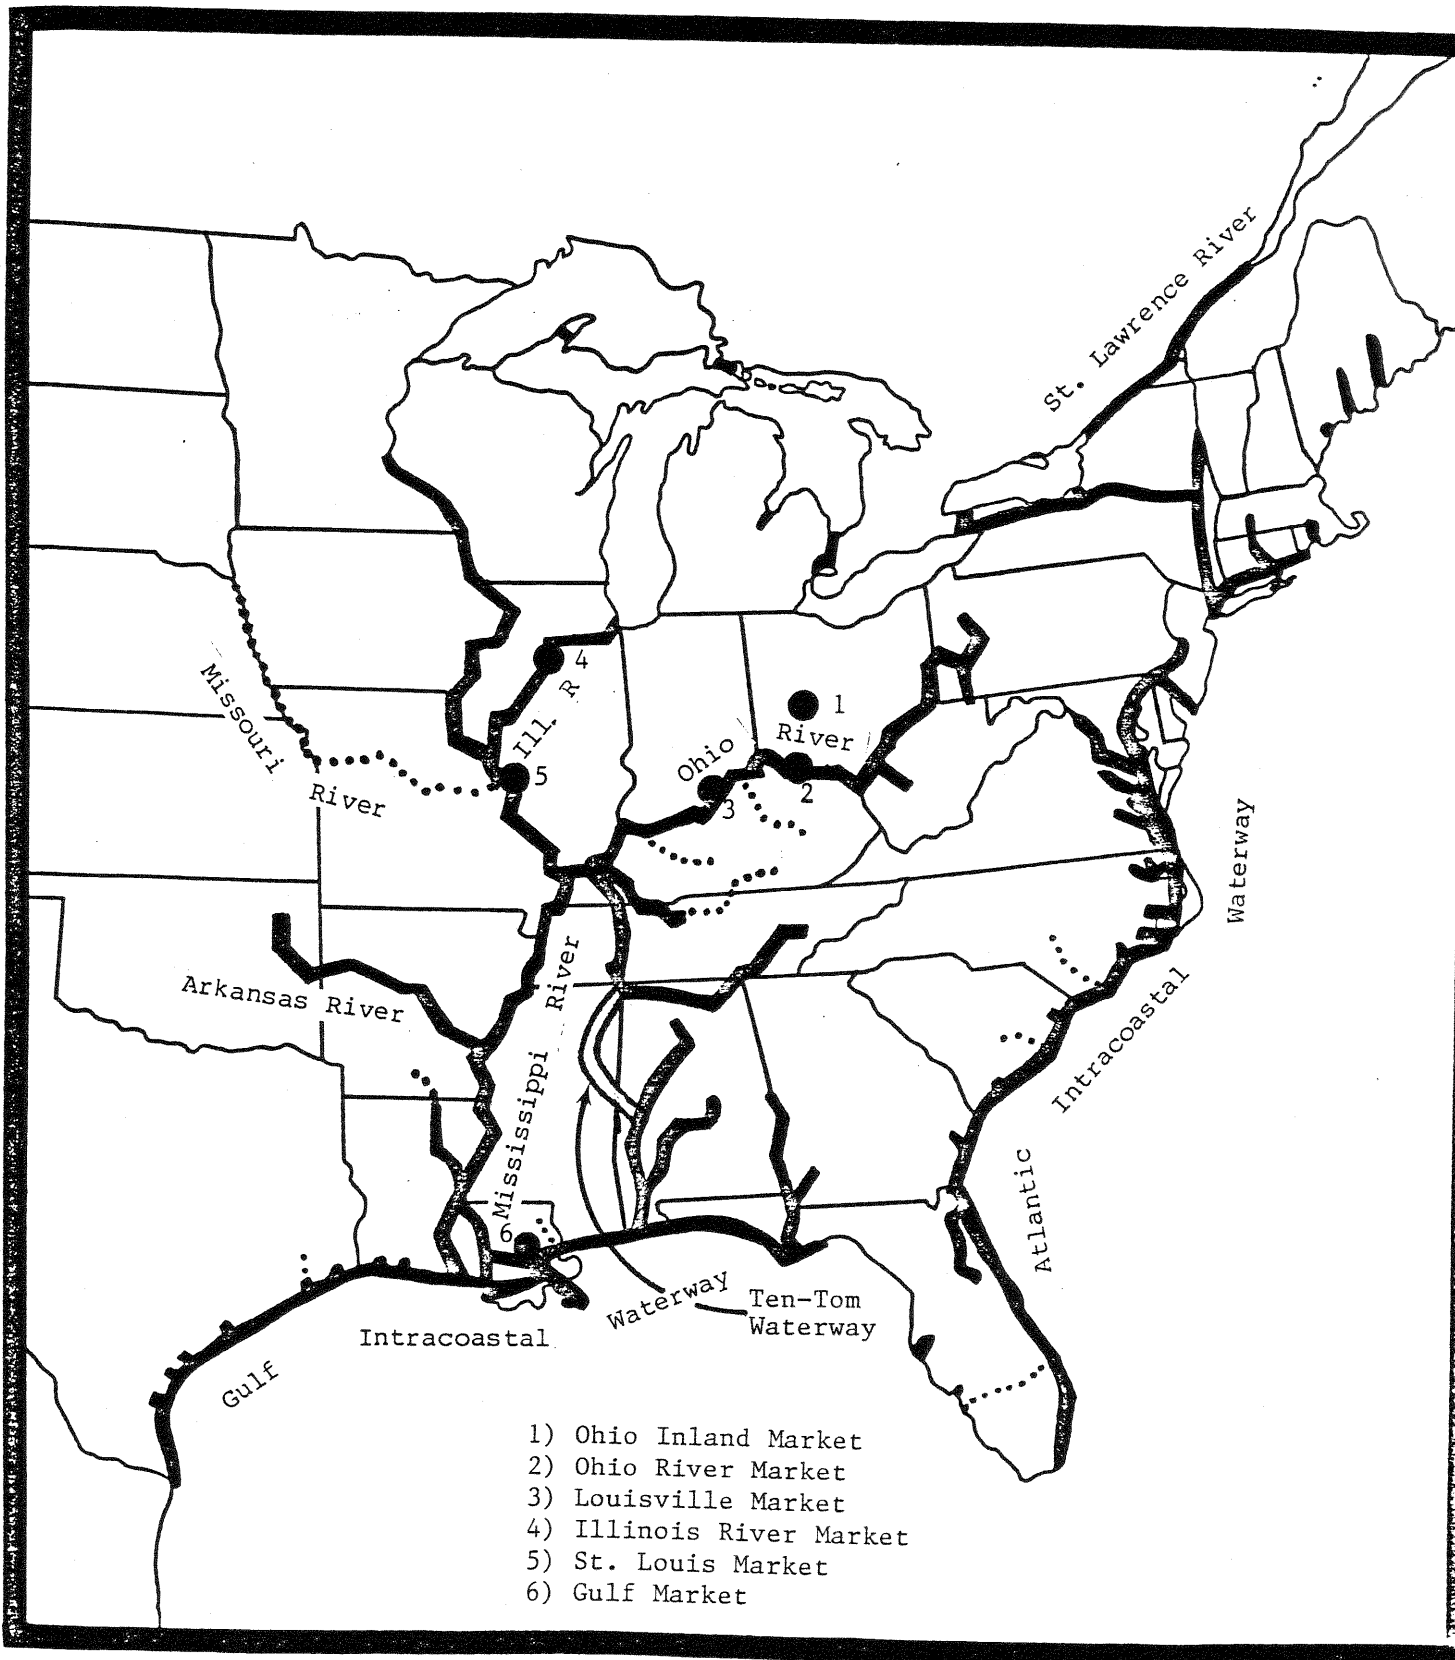 St. Lawrence River
Missouri
River
4
Ill. R
5
1
Ohio
River
2
3
Waterway
Arkansas River
Mississippi River
Intracoastal
Atlantic
6
Waterway
Ten-Tom
Waterway
Intracoastal
Gulf
1) Ohio Inland Market
2) Ohio River Market
3) Louisville Market
4) Illinois River Market
5) St. Louis Market
6) Gulf Market